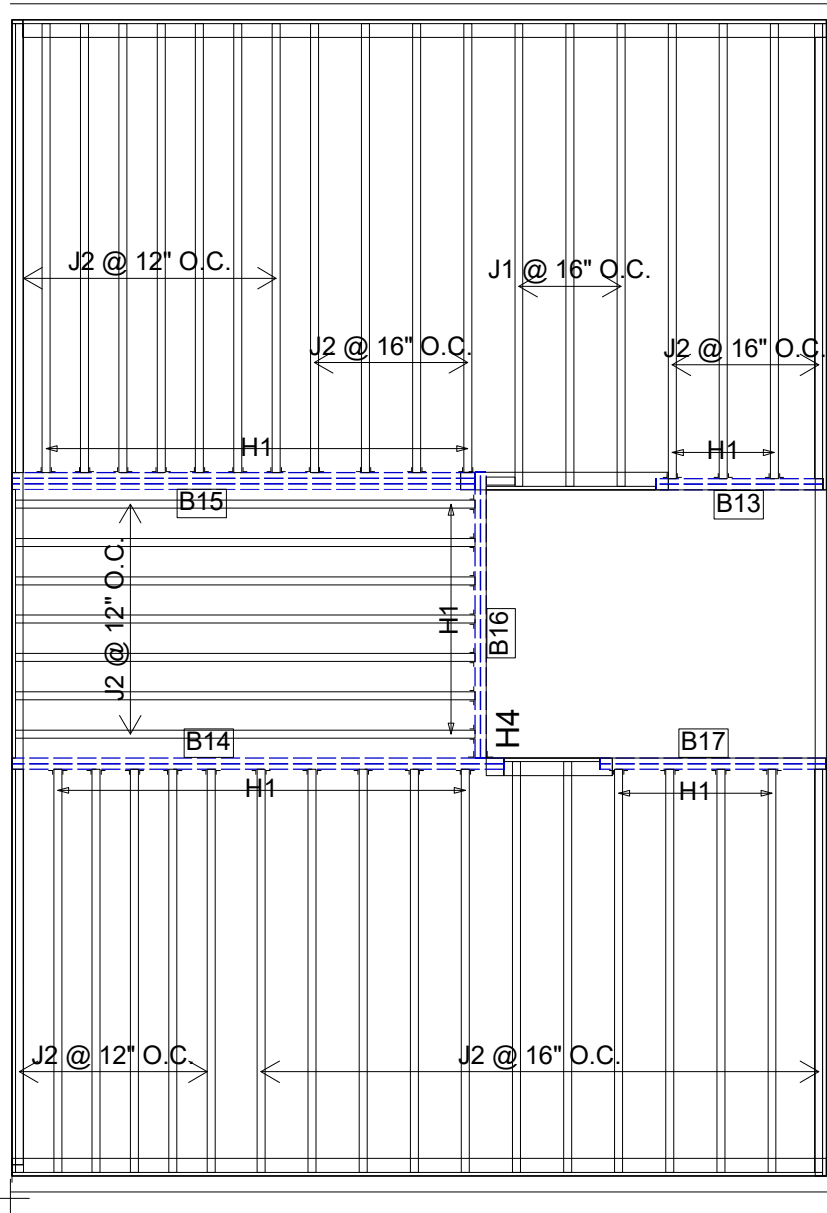 J2 @ 12" O.C.
J1 @ 16" O.C.
J2 @ 16" O.C.
J2 @ 16" O.C.
H1
H1
B15
B13
J2 @ 12" O.C.
H1
B16
H4
B14
B17
H1
H1
J2 @ 12" O.C.
J2 @ 16" O.C.